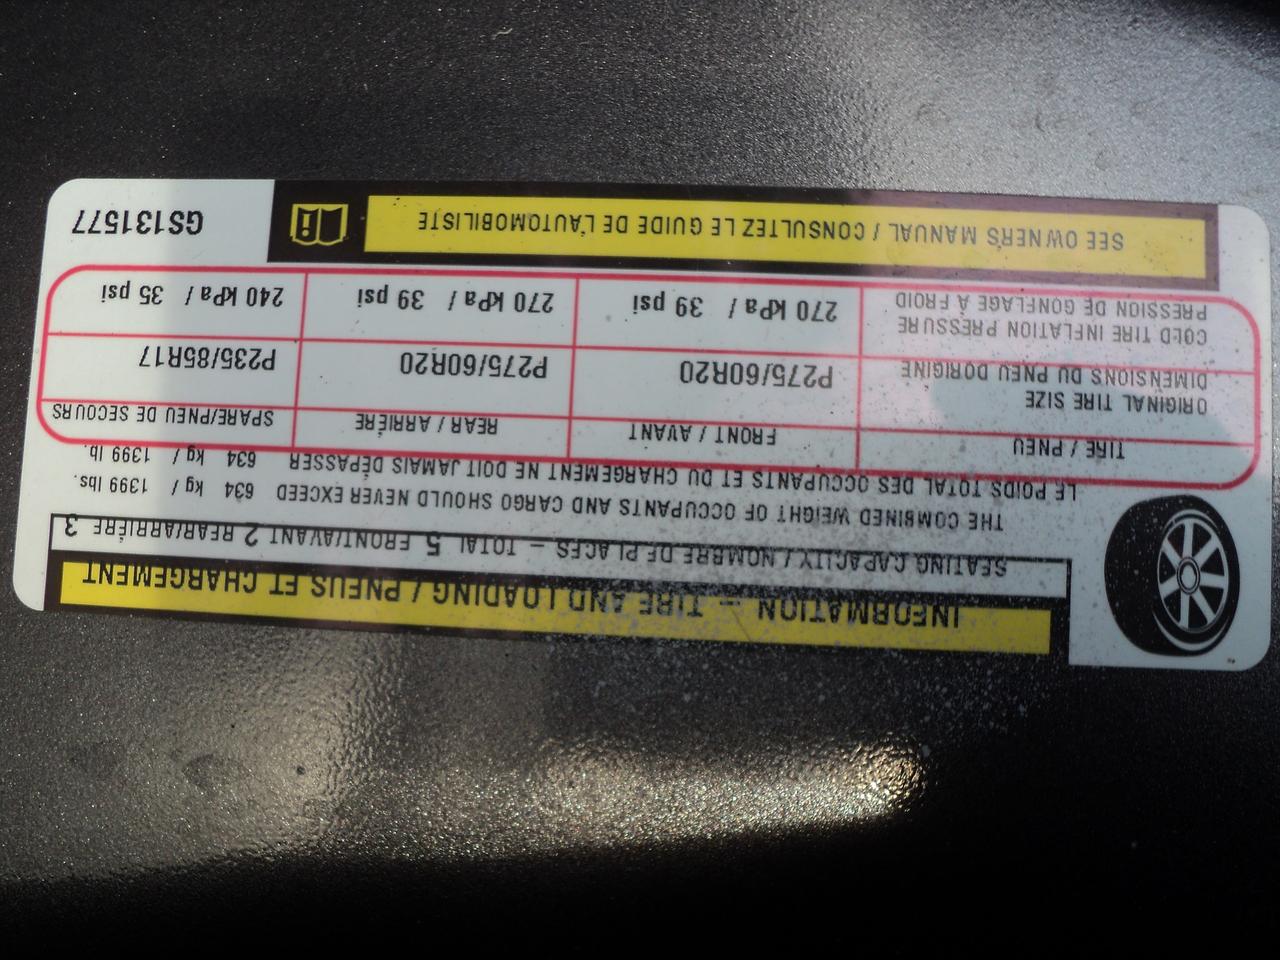 INFORMATION – TIRE AND LOADING / PNEUS ET CHARGEMENT
SEATING CAPACITY / NOMBRE DE PLACES – TOTAL 5 FRONT/AVANT 2 REAR/ARRIÈRE 3
THE COMBINED WEIGHT OF OCCUPANTS AND CARGO SHOULD NEVER EXCEED 634 kg / 1399 lbs.
LE POIDS TOTAL DES OCCUPANTS ET DU CHARGEMENT NE DOIT JAMAIS DÉPASSER 634 kg / 1399 lb.
TIRE / PNEU FRONT / AVANT REAR / ARRIÈRE SPARE/PNEU DE SECOURS
ORIGINAL TIRE SIZE
DIMENSIONS DU PNEU D'ORIGINE P275/60R20 P275/60R20 P235/85R17
COLD TIRE INFLATION PRESSURE
PRESSION DE GONFLAGE À FROID 270 kPa / 39 psi 270 kPa / 39 psi 240 kPa / 35 psi
SEE OWNER'S MANUAL / CONSULTEZ LE GUIDE DE L'AUTOMOBILISTE GS131577